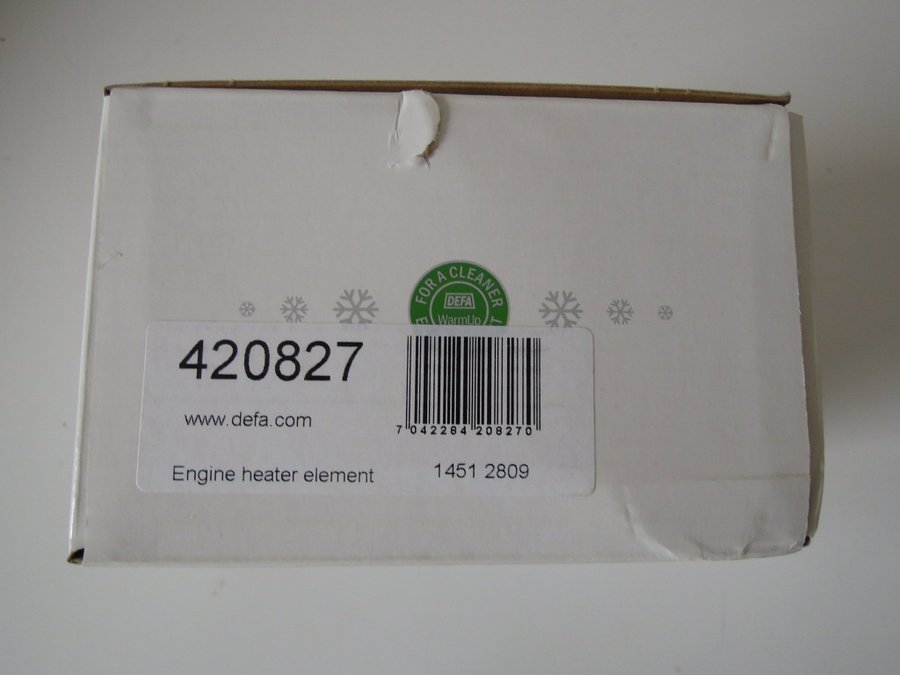 FOR A CLEANER
DEFA
WarmUp
420827
www.defa.com
7 042284 208270
Engine heater element 1451 2809